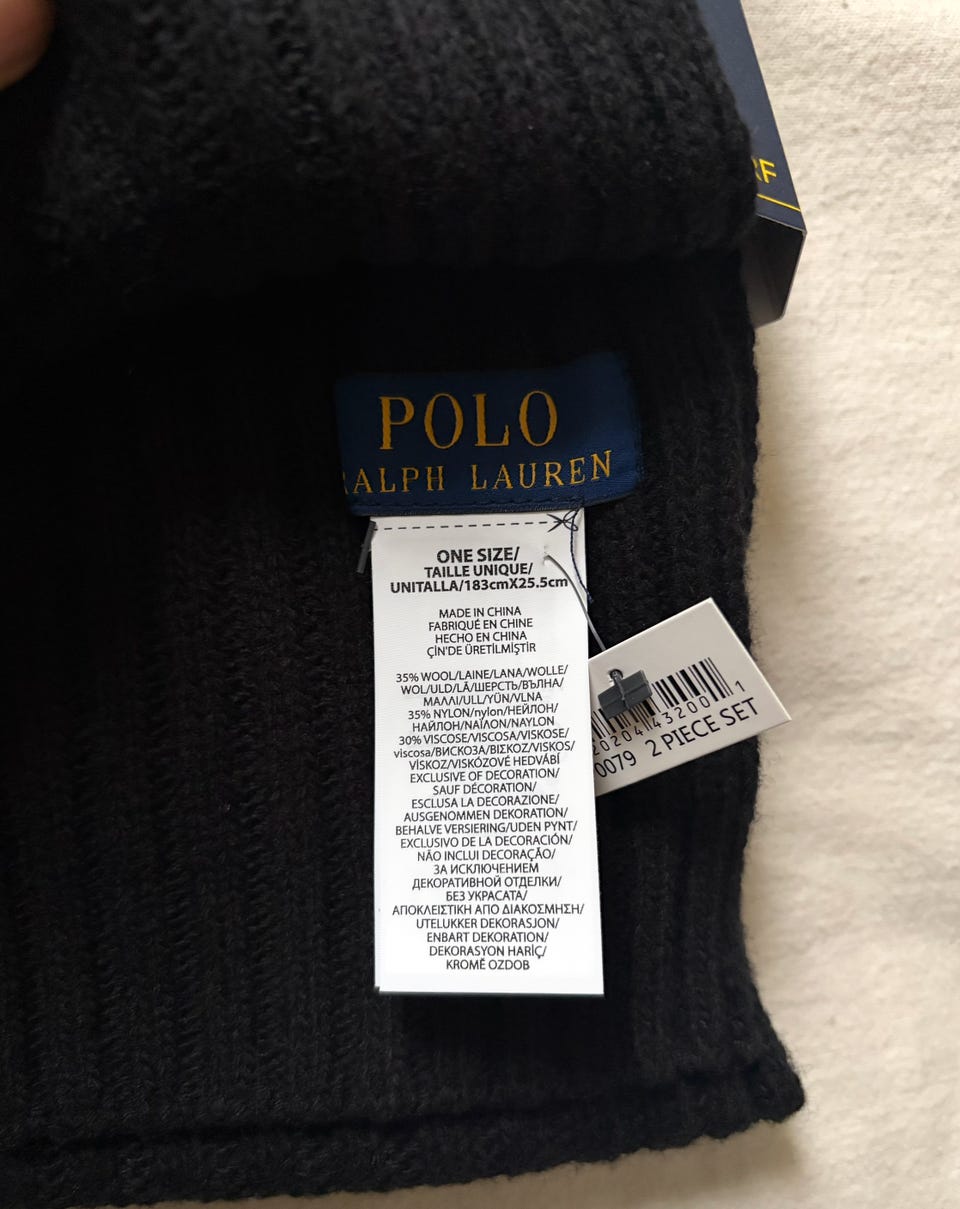 RF
POLO
RALPH LAUREN
ONE SIZE/
TAILLE UNIQUE/
UNITALLA/183cmX25.5cm
MADE IN CHINA
FABRIQUÉ EN CHINE
HECHO EN CHINA
ÇİN'DE ÜRETİLMİŞTİR
35% WOOL/LAINE/LANA/WOLLE/
WOL/ULD/LÃ/ШЕРСТЬ/ВЪЛНА/
ΜΑΛΛΙ/ULL/YÜN/VLNA
35% NYLON/nylon/НЕЙЛОН/
НАЙЛОН/ΝΑΪΛΟΝ/NAYLON
30% VISCOSE/VISCOSA/VISKOSE/
viscosa/ВИСКОЗА/ΒΙΣΚΟΖ/VISKOS/
VİSKOZ/VISKÓZOVÉ HEDVÁBÍ
EXCLUSIVE OF DECORATION/
SAUF DÉCORATION/
ESCLUSA LA DECORAZIONE/
AUSGENOMMEN DEKORATION/
BEHALVE VERSIERING/UDEN PYNT/
EXCLUSIVO DE LA DECORACIÓN/
NÃO INCLUI DECORAÇÃO/
ЗА ИСКЛЮЧЕНИЕМ
ДЕКОРАТИВНОЙ ОТДЕЛКИ/
БЕЗ УКРАСАТА/
ΑΠΟΚΛΕΙΣΤΙΚΗ ΑΠΟ ΔΙΑΚΟΣΜΗΣΗ/
UTELUKKER DEKORASJON/
ENBART DEKORATION/
DEKORASYON HARİÇ/
KROMĚ OZDOB
20204432001 1
0079 2 PIECE SET